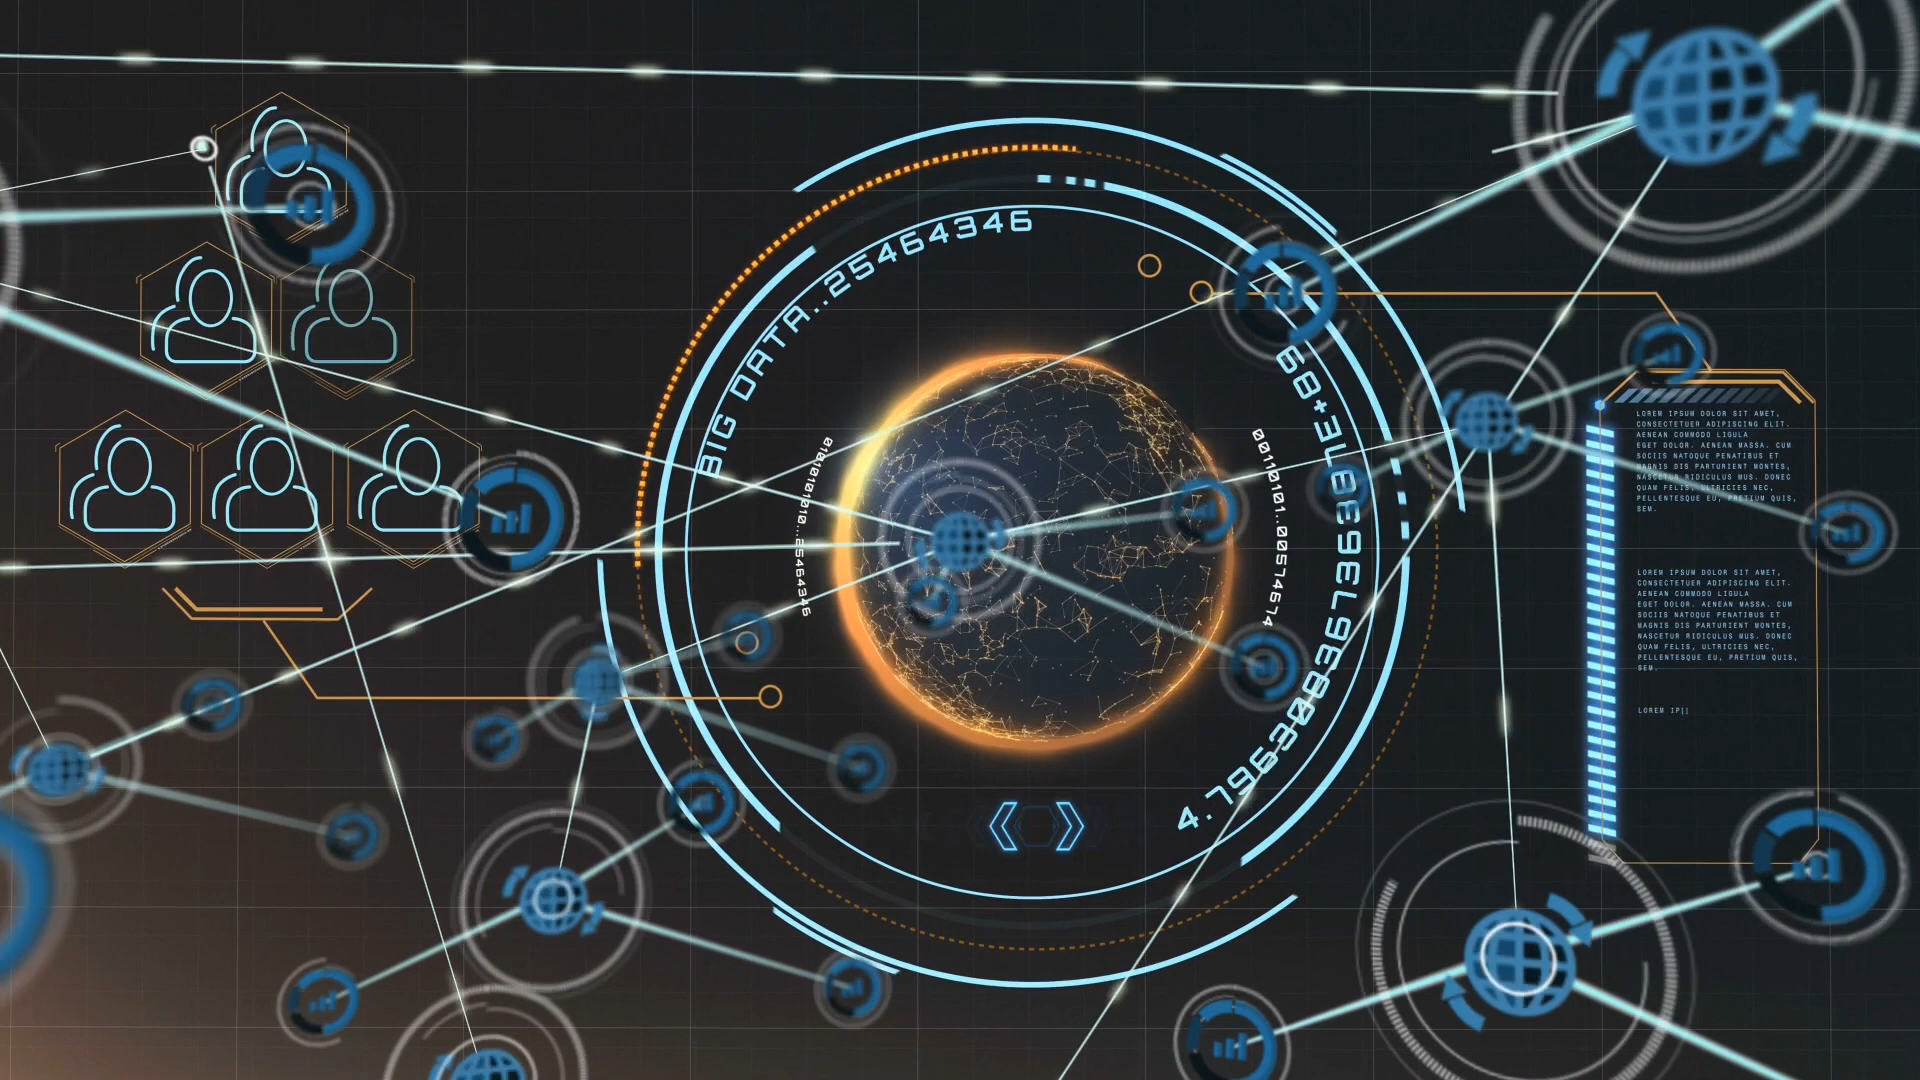 BIG DATA..25464346
010101010101010...25464346
00110101..00574674
4.79630803679398431346+89
LOREM IPSUM DOLOR SIT AMET,
CONSECTETUER ADIPISCING ELIT.
AENEAN COMMODO LIGULA
EGET DOLOR. AENEAN MASSA. CUM
SOCIIS NATOQUE PENATIBUS ET
MAGNIS DIS PARTURIENT MONTES,
NASCETUR RIDICULUS MUS. DONEC
QUAM FELIS, ULTRICIES NEC,
PELLENTESQUE EU, PRETIUM QUIS,
SEM.
LOREM IPSUM DOLOR SIT AMET,
CONSECTETUER ADIPISCING ELIT.
AENEAN COMMODO LIGULA
EGET DOLOR. AENEAN MASSA. CUM
SOCIIS NATOQUE PENATIBUS ET
MAGNIS DIS PARTURIENT MONTES,
NASCETUR RIDICULUS MUS. DONEC
QUAM FELIS, ULTRICIES NEC,
PELLENTESQUE EU, PRETIUM QUIS,
SEM.
LOREM IP[]